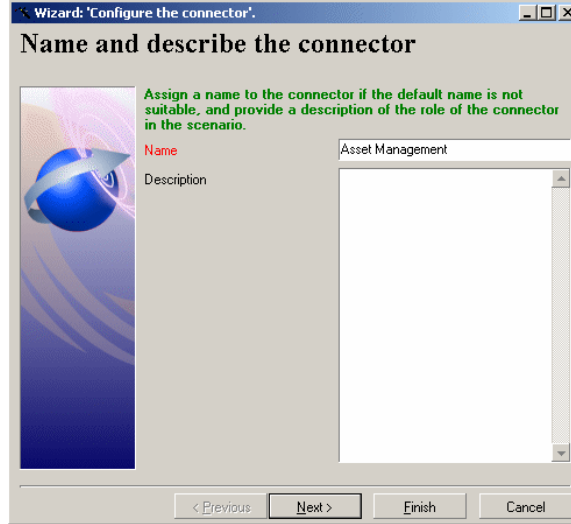 Wizard: 'Configure the connector'.
Name and describe the connector
Assign a name to the connector if the default name is not
suitable, and provide a description of the role of the connector
in the scenario.
Name Asset Management
Description
< Previous Next > Finish Cancel